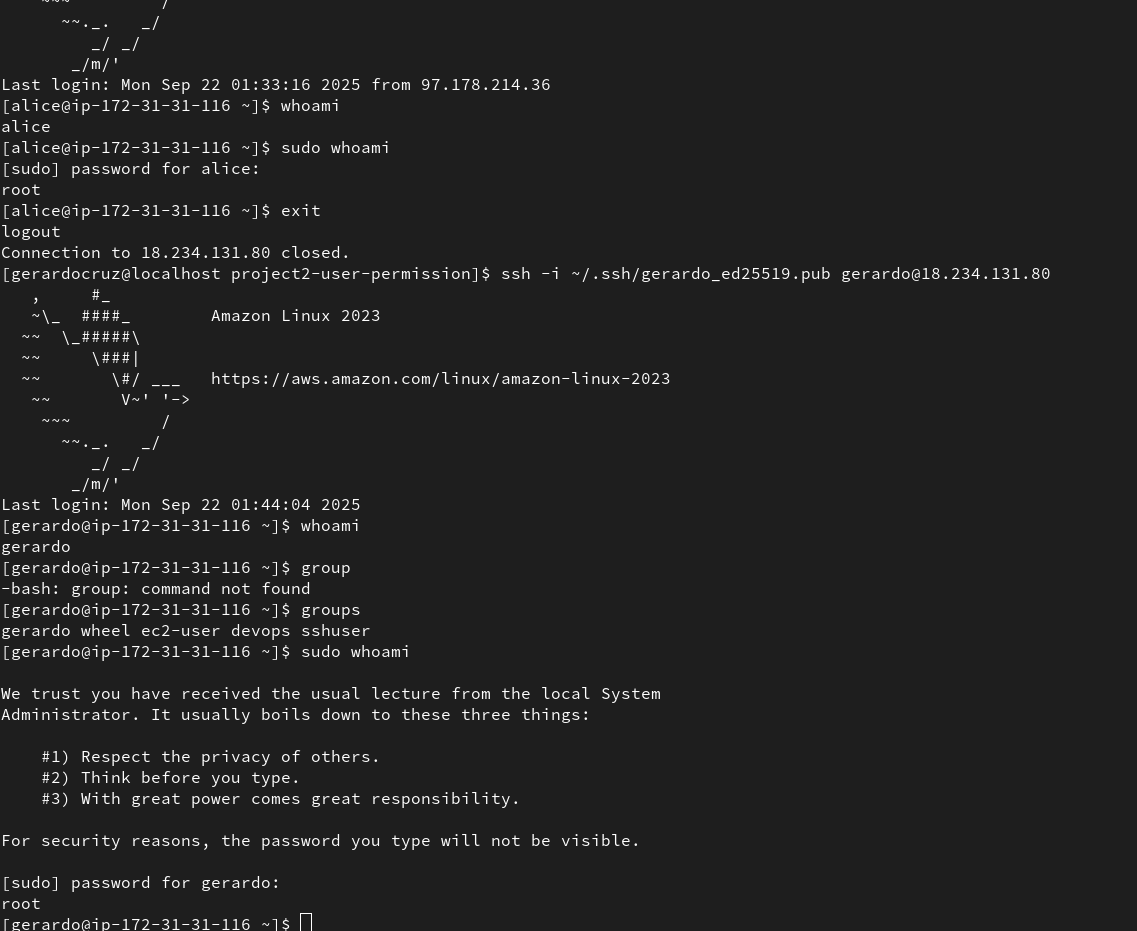 ~~~         /
      ~~._.   _/
         _/ _/
       _/m/'
Last login: Mon Sep 22 01:33:16 2025 from 97.178.214.36
[alice@ip-172-31-31-116 ~]$ whoami
alice
[alice@ip-172-31-31-116 ~]$ sudo whoami
[sudo] password for alice:
root
[alice@ip-172-31-31-116 ~]$ exit
logout
Connection to 18.234.131.80 closed.
[gerardocruz@localhost project2-user-permission]$ ssh -i ~/.ssh/gerardo_ed25519.pub gerardo@18.234.131.80
   ,     #_
   ~\_  ####_        Amazon Linux 2023
  ~~  \_#####\
  ~~     \###|
  ~~       \#/ ___   https://aws.amazon.com/linux/amazon-linux-2023
   ~~       V~' '->
    ~~~         /
      ~~._.   _/
         _/ _/
       _/m/'
Last login: Mon Sep 22 01:44:04 2025
[gerardo@ip-172-31-31-116 ~]$ whoami
gerardo
[gerardo@ip-172-31-31-116 ~]$ group
-bash: group: command not found
[gerardo@ip-172-31-31-116 ~]$ groups
gerardo wheel ec2-user devops sshuser
[gerardo@ip-172-31-31-116 ~]$ sudo whoami
We trust you have received the usual lecture from the local System
Administrator. It usually boils down to these three things:
    #1) Respect the privacy of others.
    #2) Think before you type.
    #3) With great power comes great responsibility.
For security reasons, the password you type will not be visible.
[sudo] password for gerardo:
root
[gerardo@ip-172-31-31-116 ~]$